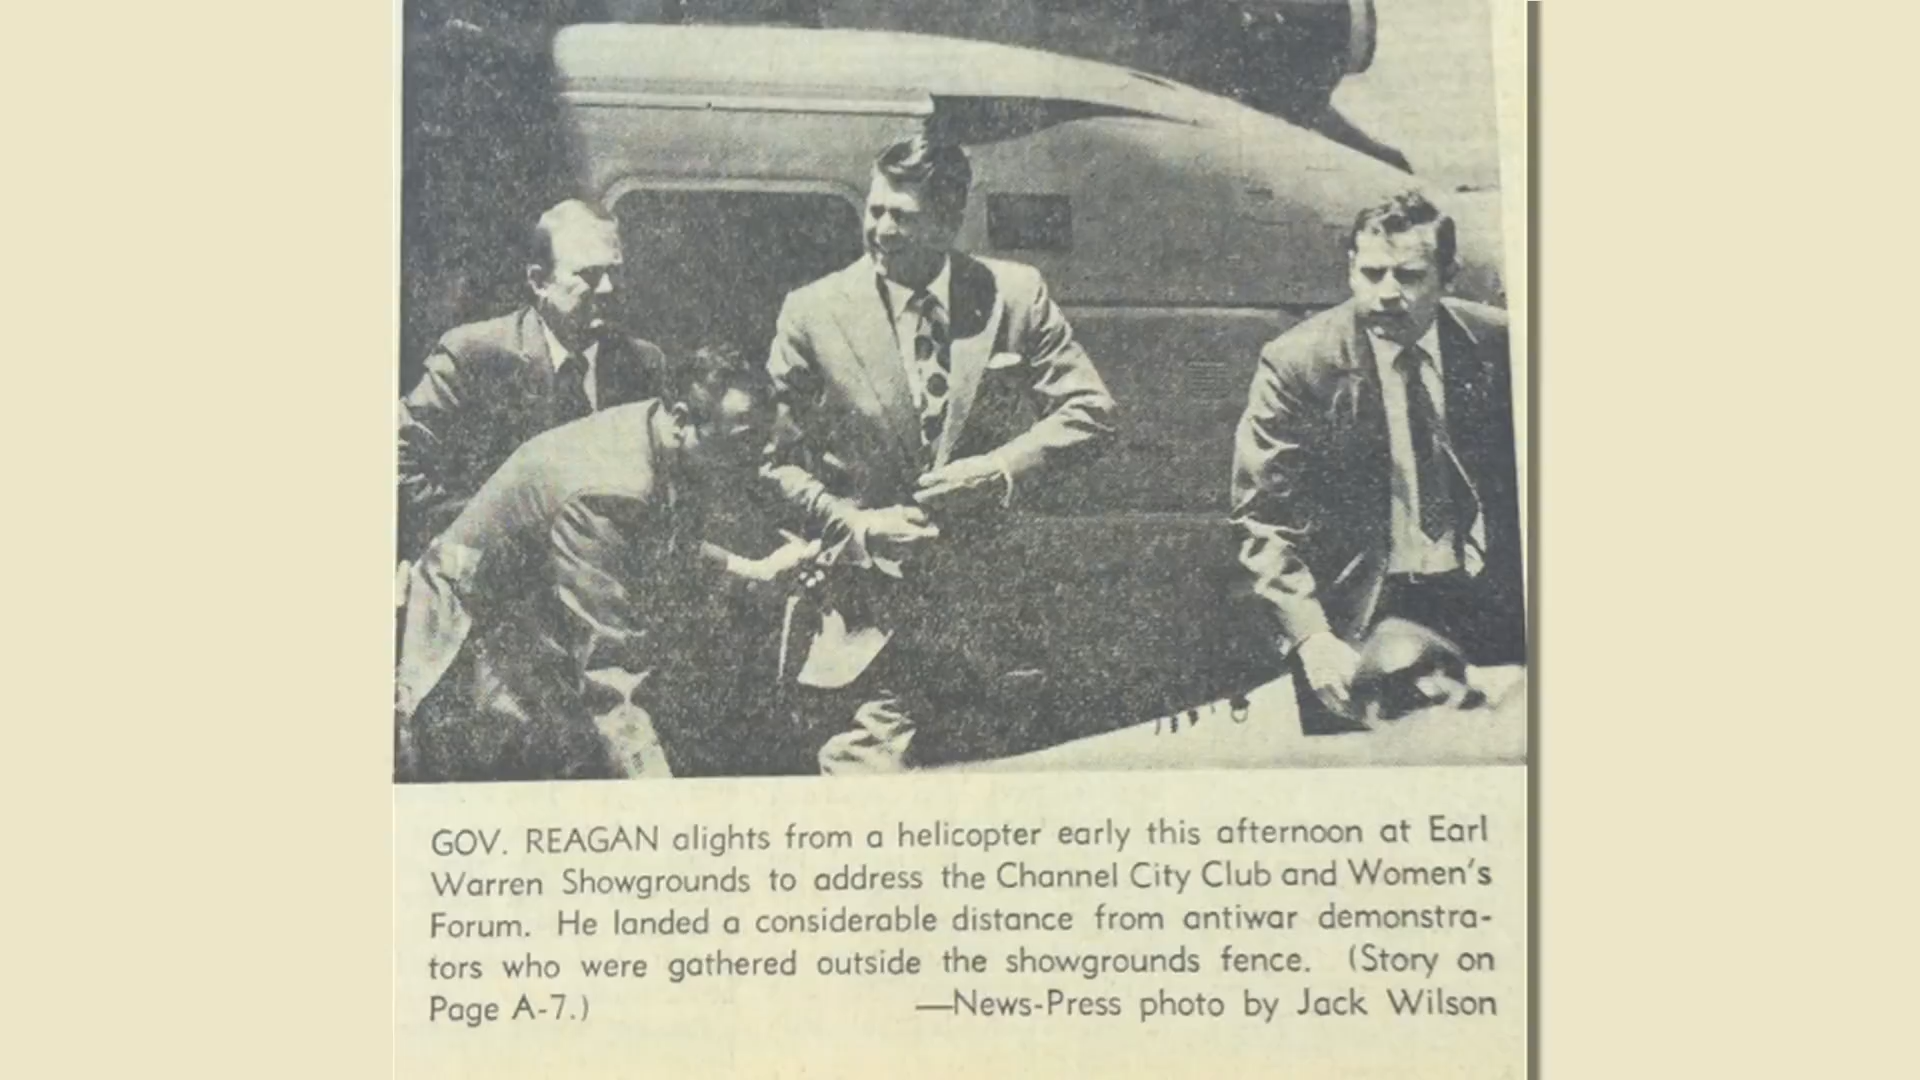 GOV. REAGAN alights from a helicopter early this afternoon at Earl
Warren Showgrounds to address the Channel City Club and Women's
Forum. He landed a considerable distance from antiwar demonstra-
tors who were gathered outside the showgrounds fence. (Story on
Page A-7.) —News-Press photo by Jack Wilson